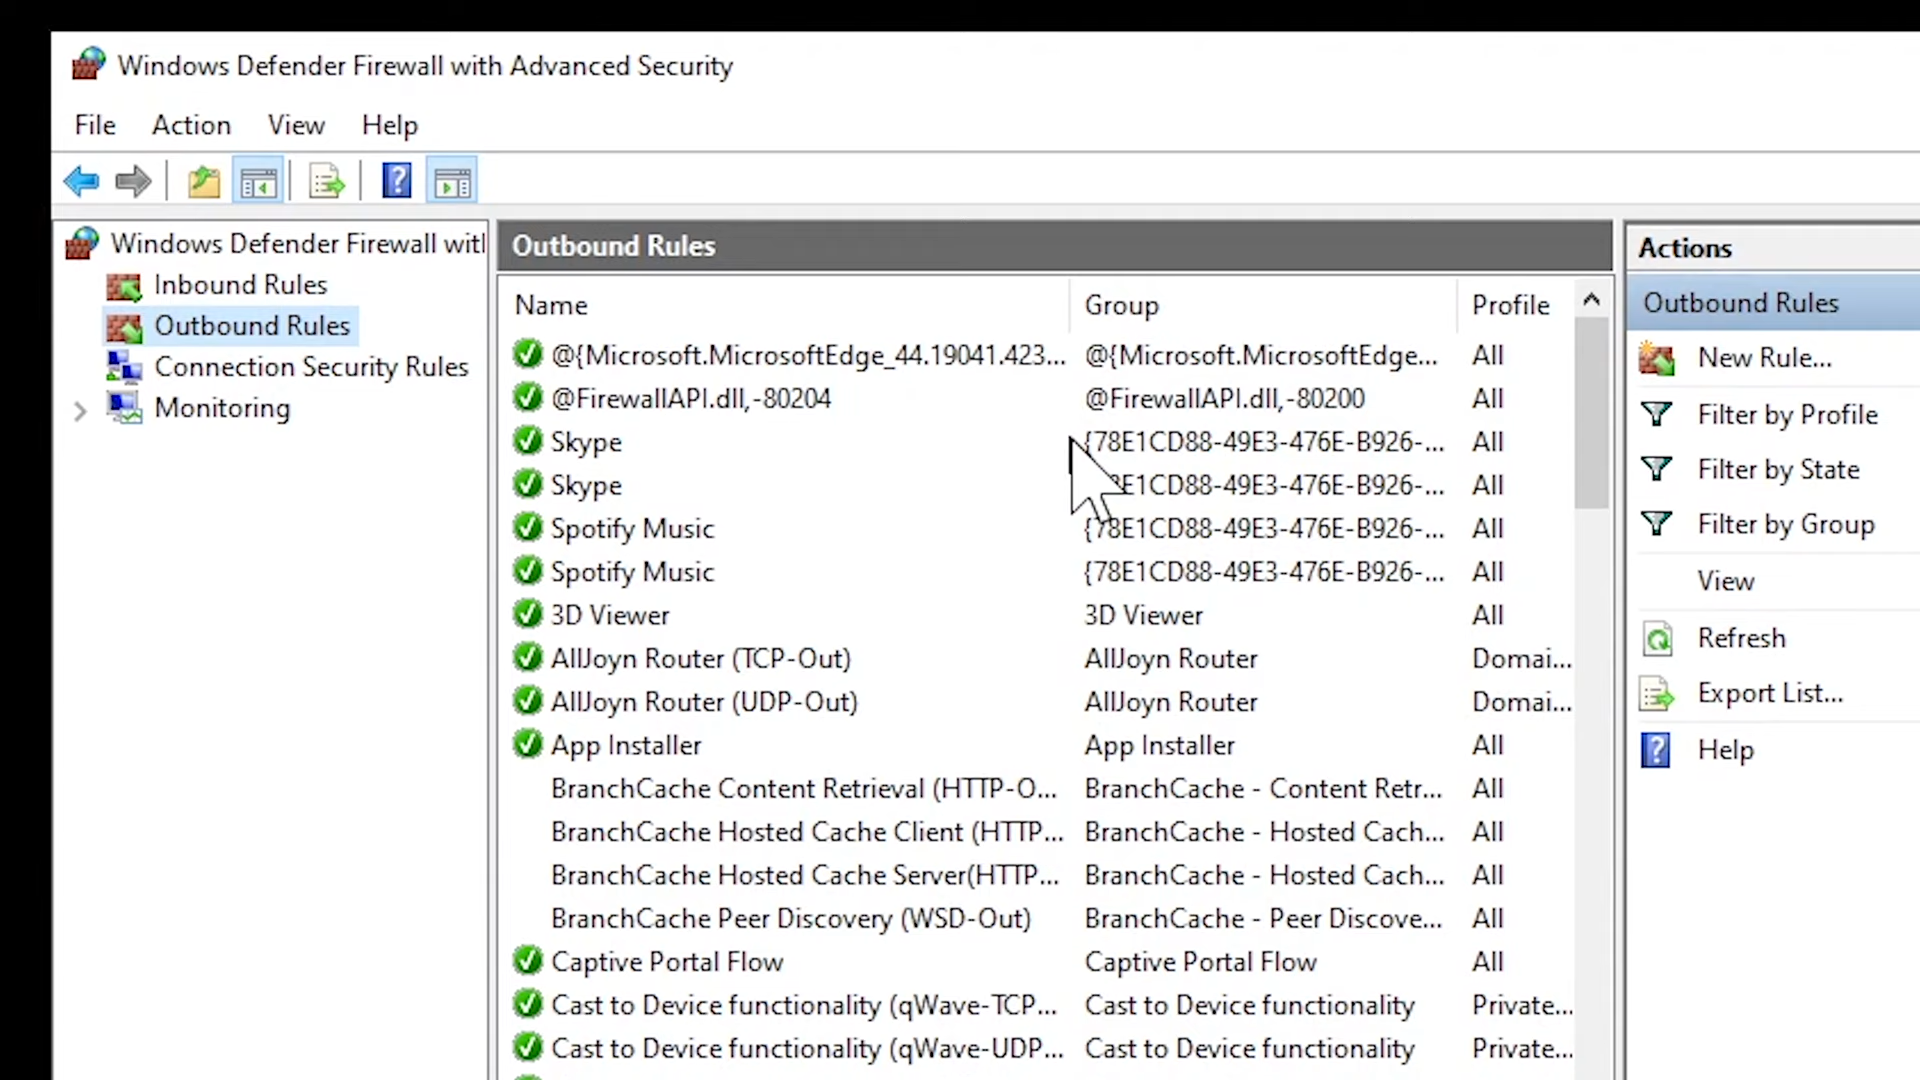 Windows Defender Firewall with Advanced Security
File Action View Help
Windows Defender Firewall wit
Inbound Rules
Outbound Rules
Connection Security Rules
Monitoring
Outbound Rules
Name Group Profile
@{Microsoft.MicrosoftEdge_44.19041.423... @{Microsoft.MicrosoftEdge... All
@FirewallAPI.dll,-80204 @FirewallAPI.dll,-80200 All
Skype {78E1CD88-49E3-476E-B926-... All
Skype E1CD88-49E3-476E-B926-... All
Spotify Music {78E1CD88-49E3-476E-B926-... All
Spotify Music {78E1CD88-49E3-476E-B926-... All
3D Viewer 3D Viewer All
AllJoyn Router (TCP-Out) AllJoyn Router Domai...
AllJoyn Router (UDP-Out) AllJoyn Router Domai...
App Installer App Installer All
BranchCache Content Retrieval (HTTP-O... BranchCache - Content Retr... All
BranchCache Hosted Cache Client (HTTP... BranchCache - Hosted Cach... All
BranchCache Hosted Cache Server(HTTP... BranchCache - Hosted Cach... All
BranchCache Peer Discovery (WSD-Out) BranchCache - Peer Discove... All
Captive Portal Flow Captive Portal Flow All
Cast to Device functionality (qWave-TCP... Cast to Device functionality Private...
Cast to Device functionality (qWave-UDP... Cast to Device functionality Private...
Actions
Outbound Rules
New Rule...
Filter by Profile
Filter by State
Filter by Group
View
Refresh
Export List...
Help